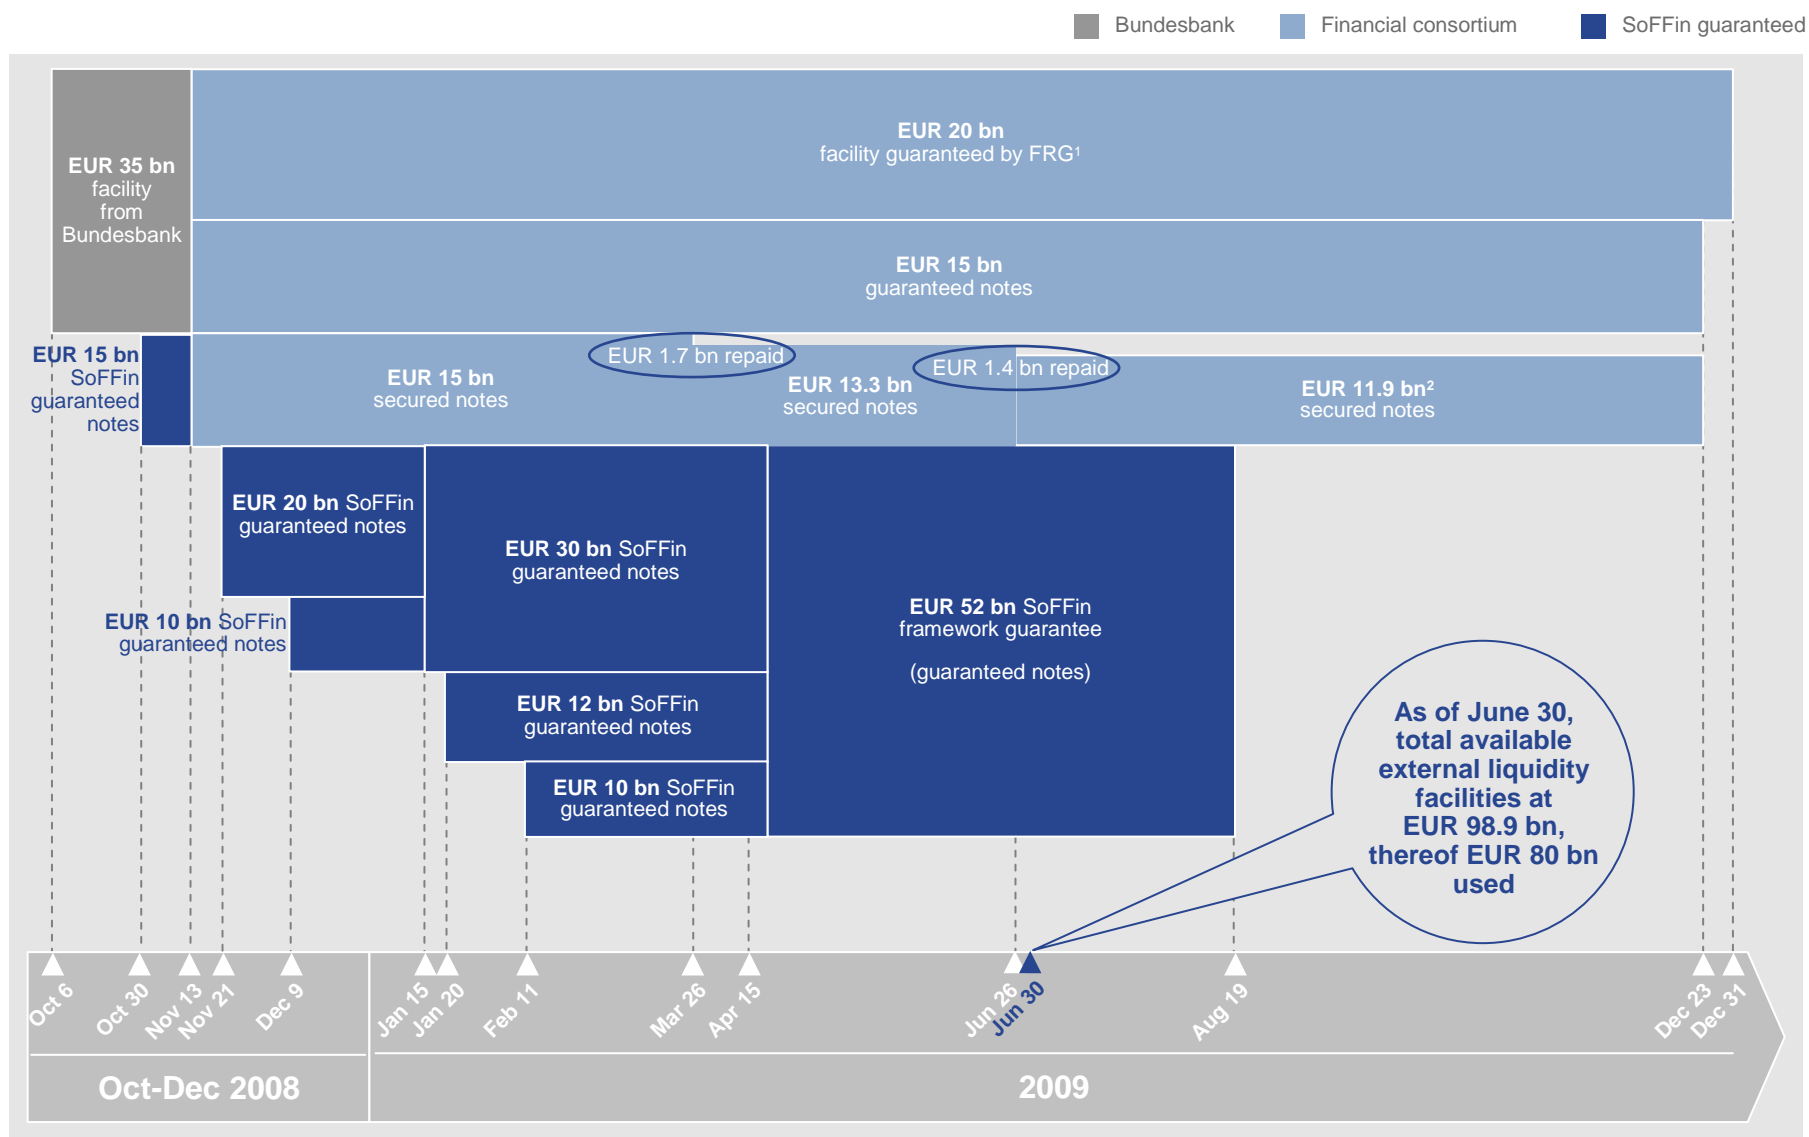 Bundesbank
Financial consortium
SoFFin guaranteed
EUR 20 bn
facility guaranteed by FRG¹
EUR 35 bn
facility
from
Bundesbank
EUR 15 bn
guaranteed notes
EUR 15 bn
SoFFin
guaranteed
notes
EUR 15 bn
secured notes
EUR 1.7 bn repaid
EUR 13.3 bn
secured notes
EUR 1.4 bn repaid
EUR 11.9 bn²
secured notes
EUR 20 bn SoFFin
guaranteed notes
EUR 30 bn SoFFin
guaranteed notes
EUR 10 bn SoFFin
guaranteed notes
EUR 52 bn SoFFin
framework guarantee
(guaranteed notes)
EUR 12 bn SoFFin
guaranteed notes
EUR 10 bn SoFFin
guaranteed notes
As of June 30,
total available
external liquidity
facilities at
EUR 98.9 bn,
thereof EUR 80 bn
used
Oct 6
Oct 30
Nov 13
Nov 21
Dec 9
Jan 15
Jan 20
Feb 11
Mar 26
Apr 15
Jun 26
Jun 30
Aug 19
Dec 23
Dec 31
Oct-Dec 2008
2009